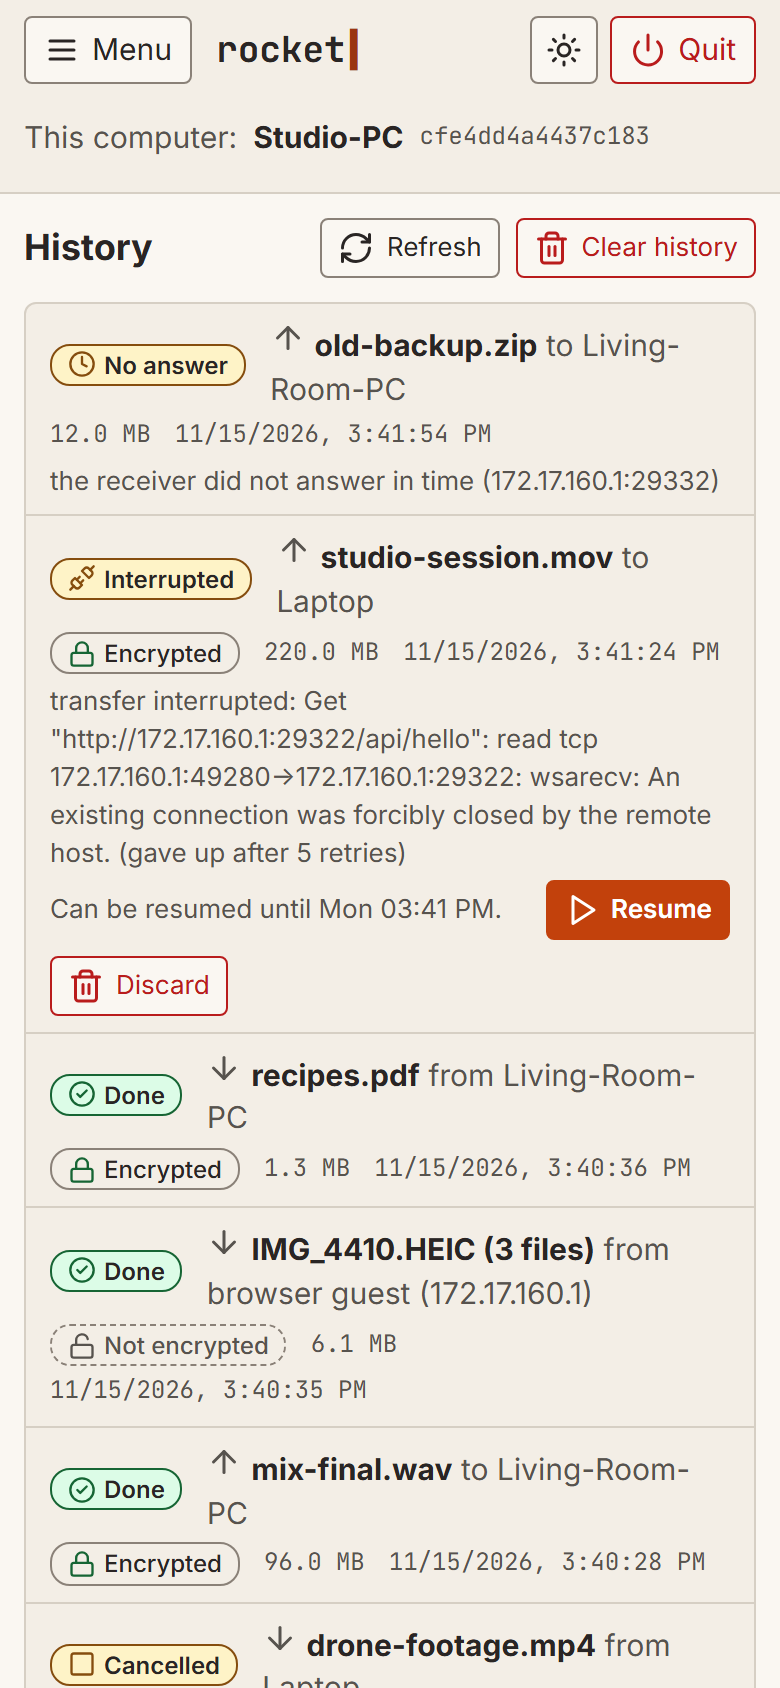 Menu rocket Quit
This computer: Studio-PC cfe4dd4a4437c183
History Refresh Clear history
No answer old-backup.zip to Living-
Room-PC
12.0 MB 11/15/2026, 3:41:54 PM
the receiver did not answer in time (172.17.160.1:29332)
Interrupted studio-session.mov to
Laptop
Encrypted 220.0 MB 11/15/2026, 3:41:24 PM
transfer interrupted: Get
"http://172.17.160.1:29322/api/hello": read tcp
172.17.160.1:49280→172.17.160.1:29322: wsarecv: An
existing connection was forcibly closed by the remote
host. (gave up after 5 retries)
Can be resumed until Mon 03:41 PM. Resume
Discard
Done recipes.pdf from Living-Room-
PC
Encrypted 1.3 MB 11/15/2026, 3:40:36 PM
Done IMG_4410.HEIC (3 files) from
browser guest (172.17.160.1)
Not encrypted 6.1 MB
11/15/2026, 3:40:35 PM
Done mix-final.wav to Living-Room-
PC
Encrypted 96.0 MB 11/15/2026, 3:40:28 PM
Cancelled drone-footage.mp4 from
Laptop